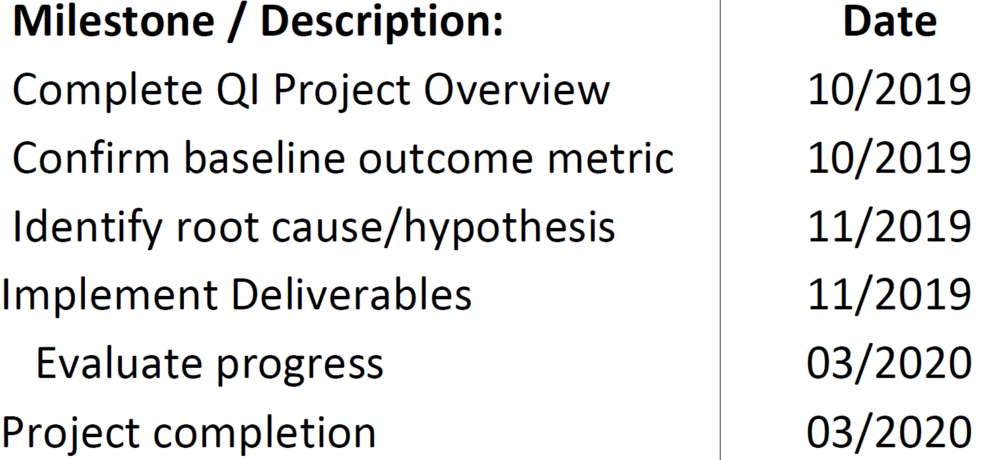 Milestone / Description: Date
Complete QI Project Overview 10/2019
Confirm baseline outcome metric 10/2019
Identify root cause/hypothesis 11/2019
Implement Deliverables 11/2019
Evaluate progress 03/2020
Project completion 03/2020